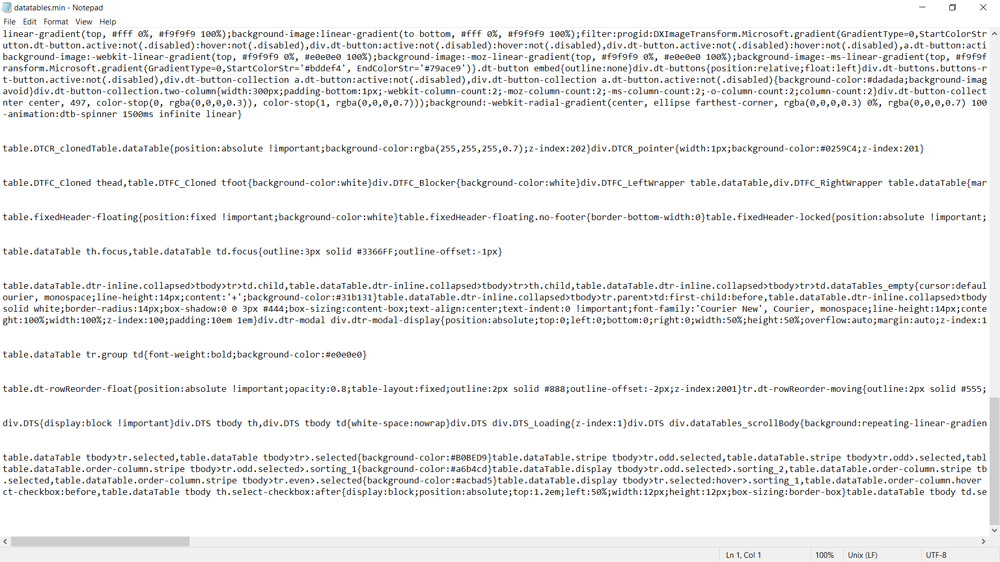 datatables.min - Notepad
File Edit Format View Help
linear-gradient(top, #fff 0%, #f9f9f9 100%);background-image:linear-gradient(to bottom, #fff 0%, #f9f9f9 100%);filter:progid:DXImageTransform.Microsoft.gradient(GradientType=0,StartColorStr
utton.dt-button.active:not(.disabled):hover:not(.disabled),div.dt-button:active:not(.disabled):hover:not(.disabled),div.dt-button.active:not(.disabled):hover:not(.disabled),a.dt-button:acti
background-image:-webkit-linear-gradient(top, #f9f9f9 0%, #e0e0e0 100%);background-image:-moz-linear-gradient(top, #f9f9f9 0%, #e0e0e0 100%);background-image:-ms-linear-gradient(top, #f9f9f
ransform.Microsoft.gradient(GradientType=0,StartColorStr='#bddef4', EndColorStr='#79ace9')}.dt-button embed{outline:none}div.dt-buttons{position:relative;float:left}div.dt-buttons.buttons-r
t-button.active:not(.disabled),div.dt-button-collection a.dt-button:active:not(.disabled),div.dt-button-collection a.dt-button.active:not(.disabled){background-color:#dadada;background-imag
avoid}div.dt-button-collection.two-column{width:300px;padding-bottom:1px;-webkit-column-count:2;-moz-column-count:2;-ms-column-count:2;-o-column-count:2;column-count:2}div.dt-button-collect
nter center, 497, color-stop(0, rgba(0,0,0,0.3)), color-stop(1, rgba(0,0,0,0.7)));background:-webkit-radial-gradient(center, ellipse farthest-corner, rgba(0,0,0,0.3) 0%, rgba(0,0,0,0.7) 100
-animation:dtb-spinner 1500ms infinite linear}
table.DTCR_clonedTable.dataTable{position:absolute !important;background-color:rgba(255,255,255,0.7);z-index:202}div.DTCR_pointer{width:1px;background-color:#0259C4;z-index:201}
table.DTFC_Cloned thead,table.DTFC_Cloned tfoot{background-color:white}div.DTFC_Blocker{background-color:white}div.DTFC_LeftWrapper table.dataTable,div.DTFC_RightWrapper table.dataTable{mar
table.fixedHeader-floating{position:fixed !important;background-color:white}table.fixedHeader-floating.no-footer{border-bottom-width:0}table.fixedHeader-locked{position:absolute !important;
table.dataTable th.focus,table.dataTable td.focus{outline:3px solid #3366FF;outline-offset:-1px}
table.dataTable.dtr-inline.collapsed>tbody>tr>td.child,table.dataTable.dtr-inline.collapsed>tbody>tr>th.child,table.dataTable.dtr-inline.collapsed>tbody>tr>td.dataTables_empty{cursor:defaul
ourier, monospace;line-height:14px;content:'+';background-color:#31b131}table.dataTable.dtr-inline.collapsed>tbody>tr.parent>td:first-child:before,table.dataTable.dtr-inline.collapsed>tbody
solid white;border-radius:14px;box-shadow:0 0 3px #444;box-sizing:content-box;text-align:center;text-indent:0 !important;font-family:'Courier New', Courier, monospace;line-height:14px;conte
ght:100%;width:100%;z-index:100;padding:10em 1em}div.dtr-modal div.dtr-modal-display{position:absolute;top:0;left:0;bottom:0;right:0;width:50%;height:50%;overflow:auto;margin:auto;z-index:1
table.dataTable tr.group td{font-weight:bold;background-color:#e0e0e0}
table.dt-rowReorder-float{position:absolute !important;opacity:0.8;table-layout:fixed;outline:2px solid #888;outline-offset:-2px;z-index:2001}tr.dt-rowReorder-moving{outline:2px solid #555;
div.DTS{display:block !important}div.DTS tbody th,div.DTS tbody td{white-space:nowrap}div.DTS div.DTS_Loading{z-index:1}div.DTS div.dataTables_scrollBody{background:repeating-linear-gradien
table.dataTable tbody>tr.selected,table.dataTable tbody>tr>.selected{background-color:#B0BED9}table.dataTable.stripe tbody>tr.odd.selected,table.dataTable.stripe tbody>tr.odd>.selected,tabl
table.dataTable.order-column.stripe tbody>tr.odd.selected>.sorting_1{background-color:#a6b4cd}table.dataTable.display tbody>tr.odd.selected>.sorting_2,table.dataTable.order-column.stripe tb
.selected,table.dataTable.order-column.stripe tbody>tr.even>.selected{background-color:#acbad5}table.dataTable.display tbody>tr.selected:hover>.sorting_1,table.dataTable.order-column.hover 
ct-checkbox:before,table.dataTable tbody th.select-checkbox:after{display:block;position:absolute;top:1.2em;left:50%;width:12px;height:12px;box-sizing:border-box}table.dataTable tbody td.se
Ln 1, Col 1 100% Unix (LF) UTF-8